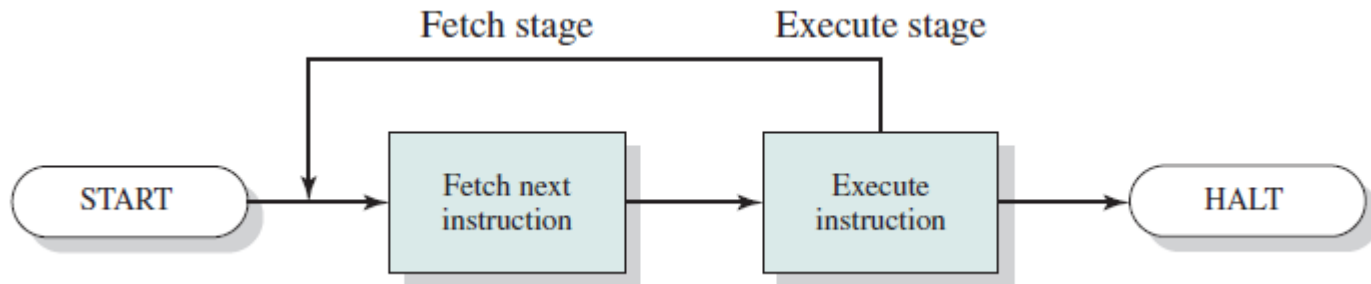 Fetch stage
Execute stage
START
Fetch next
instruction
Execute
instruction
HALT